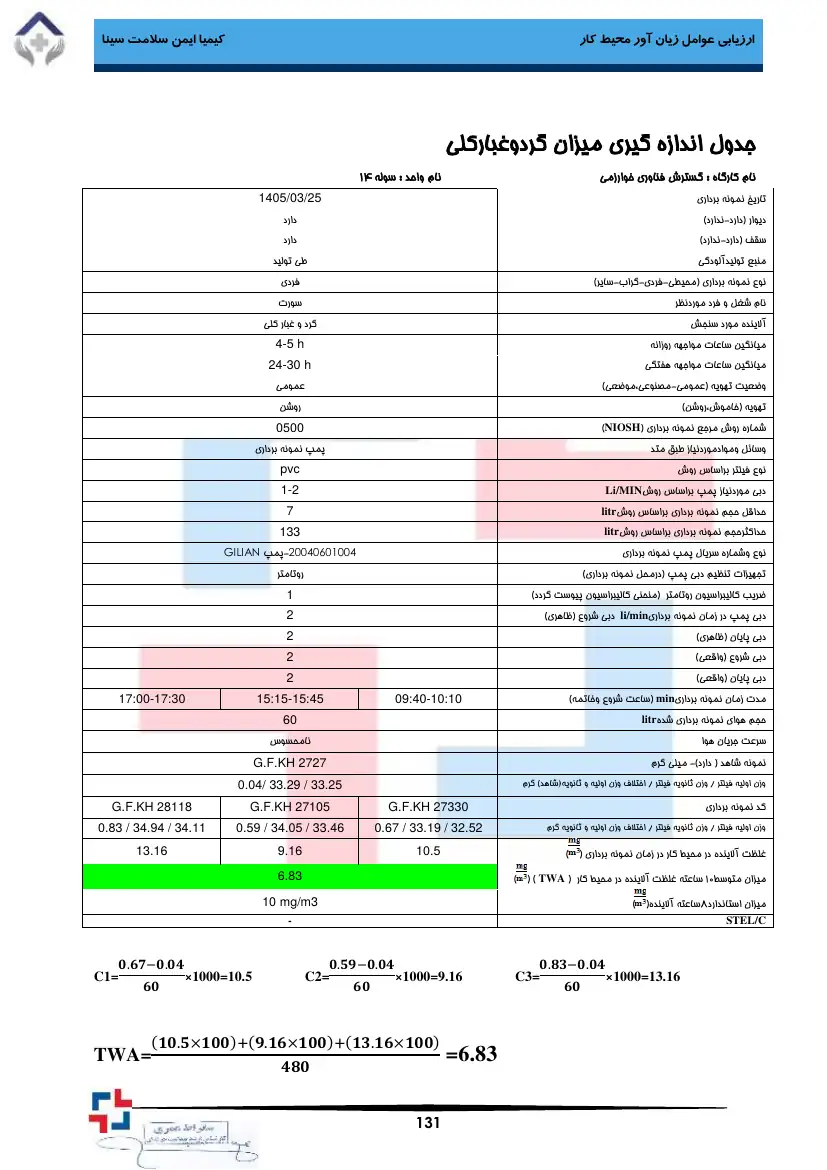 ارزیابی عوامل زیان آور محیط کار
کیمیا ایمن سلامت سینا
جدول اندازه گیری میزان گردوغبارکلی
نام کارگاه : گسترش فناوری خوارزمی نام واحد : سوله ۱۴
تاریخ نمونه برداری 1405/03/25
دیوار (دارد-ندارد) دارد
سقف (دارد-ندارد) دارد
منبع تولیدآلودگی طی تولید
نوع نمونه برداری (محیطی-فردی-گراب-سایر) فردی
نام شغل و فرد موردنظر سورت
آلاینده مورد سنجش گرد و غبار کلی
میانگین ساعات مواجهه روزانه 4-5 h
میانگین ساعات مواجهه هفتگی 24-30 h
وضعیت تهویه (عمومی-مصنوعی،موضعی) عمومی
تهویه (خاموش،روشن) روشن
شماره روش مرجع نمونه برداری (NIOSH) 0500
وسائل وموادموردنیاز طبق متد پمپ نمونه برداری
نوع فیلتر براساس روش pvc
دبی موردنیاز پمپ براساس روشLi/MIN 1-2
حداقل حجم نمونه برداری براساس روشlitr 7
حداکثرحجم نمونه برداری براساس روشlitr 133
نوع وشماره سریال پمپ نمونه برداری 20040601004-پمپ GILIAN
تجهیزات تنظیم دبی پمپ (درمحل نمونه برداری) روتامتر
ضریب کالیبراسیون روتامتر (منحنی کالیبراسیون پیوست گردد) 1
دبی پمپ در زمان نمونه برداریli/min دبی شروع (ظاهری) 2
دبی پایان (ظاهری) 2
دبی شروع (واقعی) 2
دبی پایان (واقعی) 2
مدت زمان نمونه برداریmin (ساعت شروع وخاتمه) 09:40-10:10 15:15-15:45 17:00-17:30
حجم هوای نمونه برداری شدهlitr 60
سرعت جریان هوا نامحسوس
نمونه شاهد ( دارد)- میلی گرم G.F.KH 2727
وزن اولیه فیلتر / وزن ثانویه فیلتر / اختلاف وزن اولیه و ثانویه(شاهد) گرم 0.04/ 33.29 / 33.25
کد نمونه برداری G.F.KH 27330 G.F.KH 27105 G.F.KH 28118
وزن اولیه فیلتر / وزن ثانویه فیلتر / اختلاف وزن اولیه و ثانویه گرم 0.67 / 33.19 / 32.52 0.59 / 34.05 / 33.46 0.83 / 34.94 / 34.11
غلظت آلاینده در محیط کار در زمان نمونه برداری (mg/m³) 10.5 9.16 13.16
میزان متوسط۱۰ ساعته غلظت آلاینده در محیط کار ( TWA ) (mg/m³) 6.83
میزان استاندارد۸ساعته آلاینده(mg/m³) 10 mg/m3
STEL/C -
C1=0.67−0.04/60×1000=10.5 C2=0.59−0.04/60×1000=9.16 C3=0.83−0.04/60×1000=13.16
TWA=(10.5×100)+(9.16×100)+(13.16×100)/480 =6.83
131